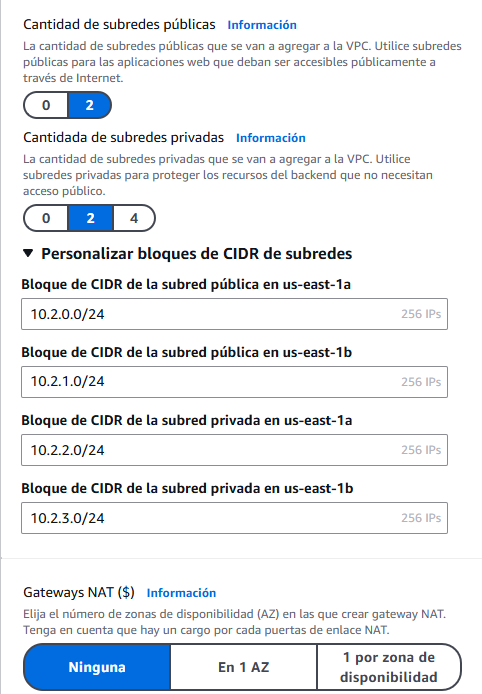 Cantidad de subredes públicas Información
La cantidad de subredes públicas que se van a agregar a la VPC. Utilice subredes
públicas para las aplicaciones web que deban ser accesibles públicamente a
través de Internet.
0 2
Cantidada de subredes privadas Información
La cantidad de subredes privadas que se van a agregar a la VPC. Utilice
subredes privadas para proteger los recursos del backend que no necesitan
acceso público.
0 2 4
Personalizar bloques de CIDR de subredes
Bloque de CIDR de la subred pública en us-east-1a
10.2.0.0/24 256 IPs
Bloque de CIDR de la subred pública en us-east-1b
10.2.1.0/24 256 IPs
Bloque de CIDR de la subred privada en us-east-1a
10.2.2.0/24 256 IPs
Bloque de CIDR de la subred privada en us-east-1b
10.2.3.0/24 256 IPs
Gateways NAT ($) Información
Elija el número de zonas de disponibilidad (AZ) en las que crear gateway NAT.
Tenga en cuenta que hay un cargo por cada puertas de enlace NAT.
Ninguna En 1 AZ 1 por zona de
disponibilidad